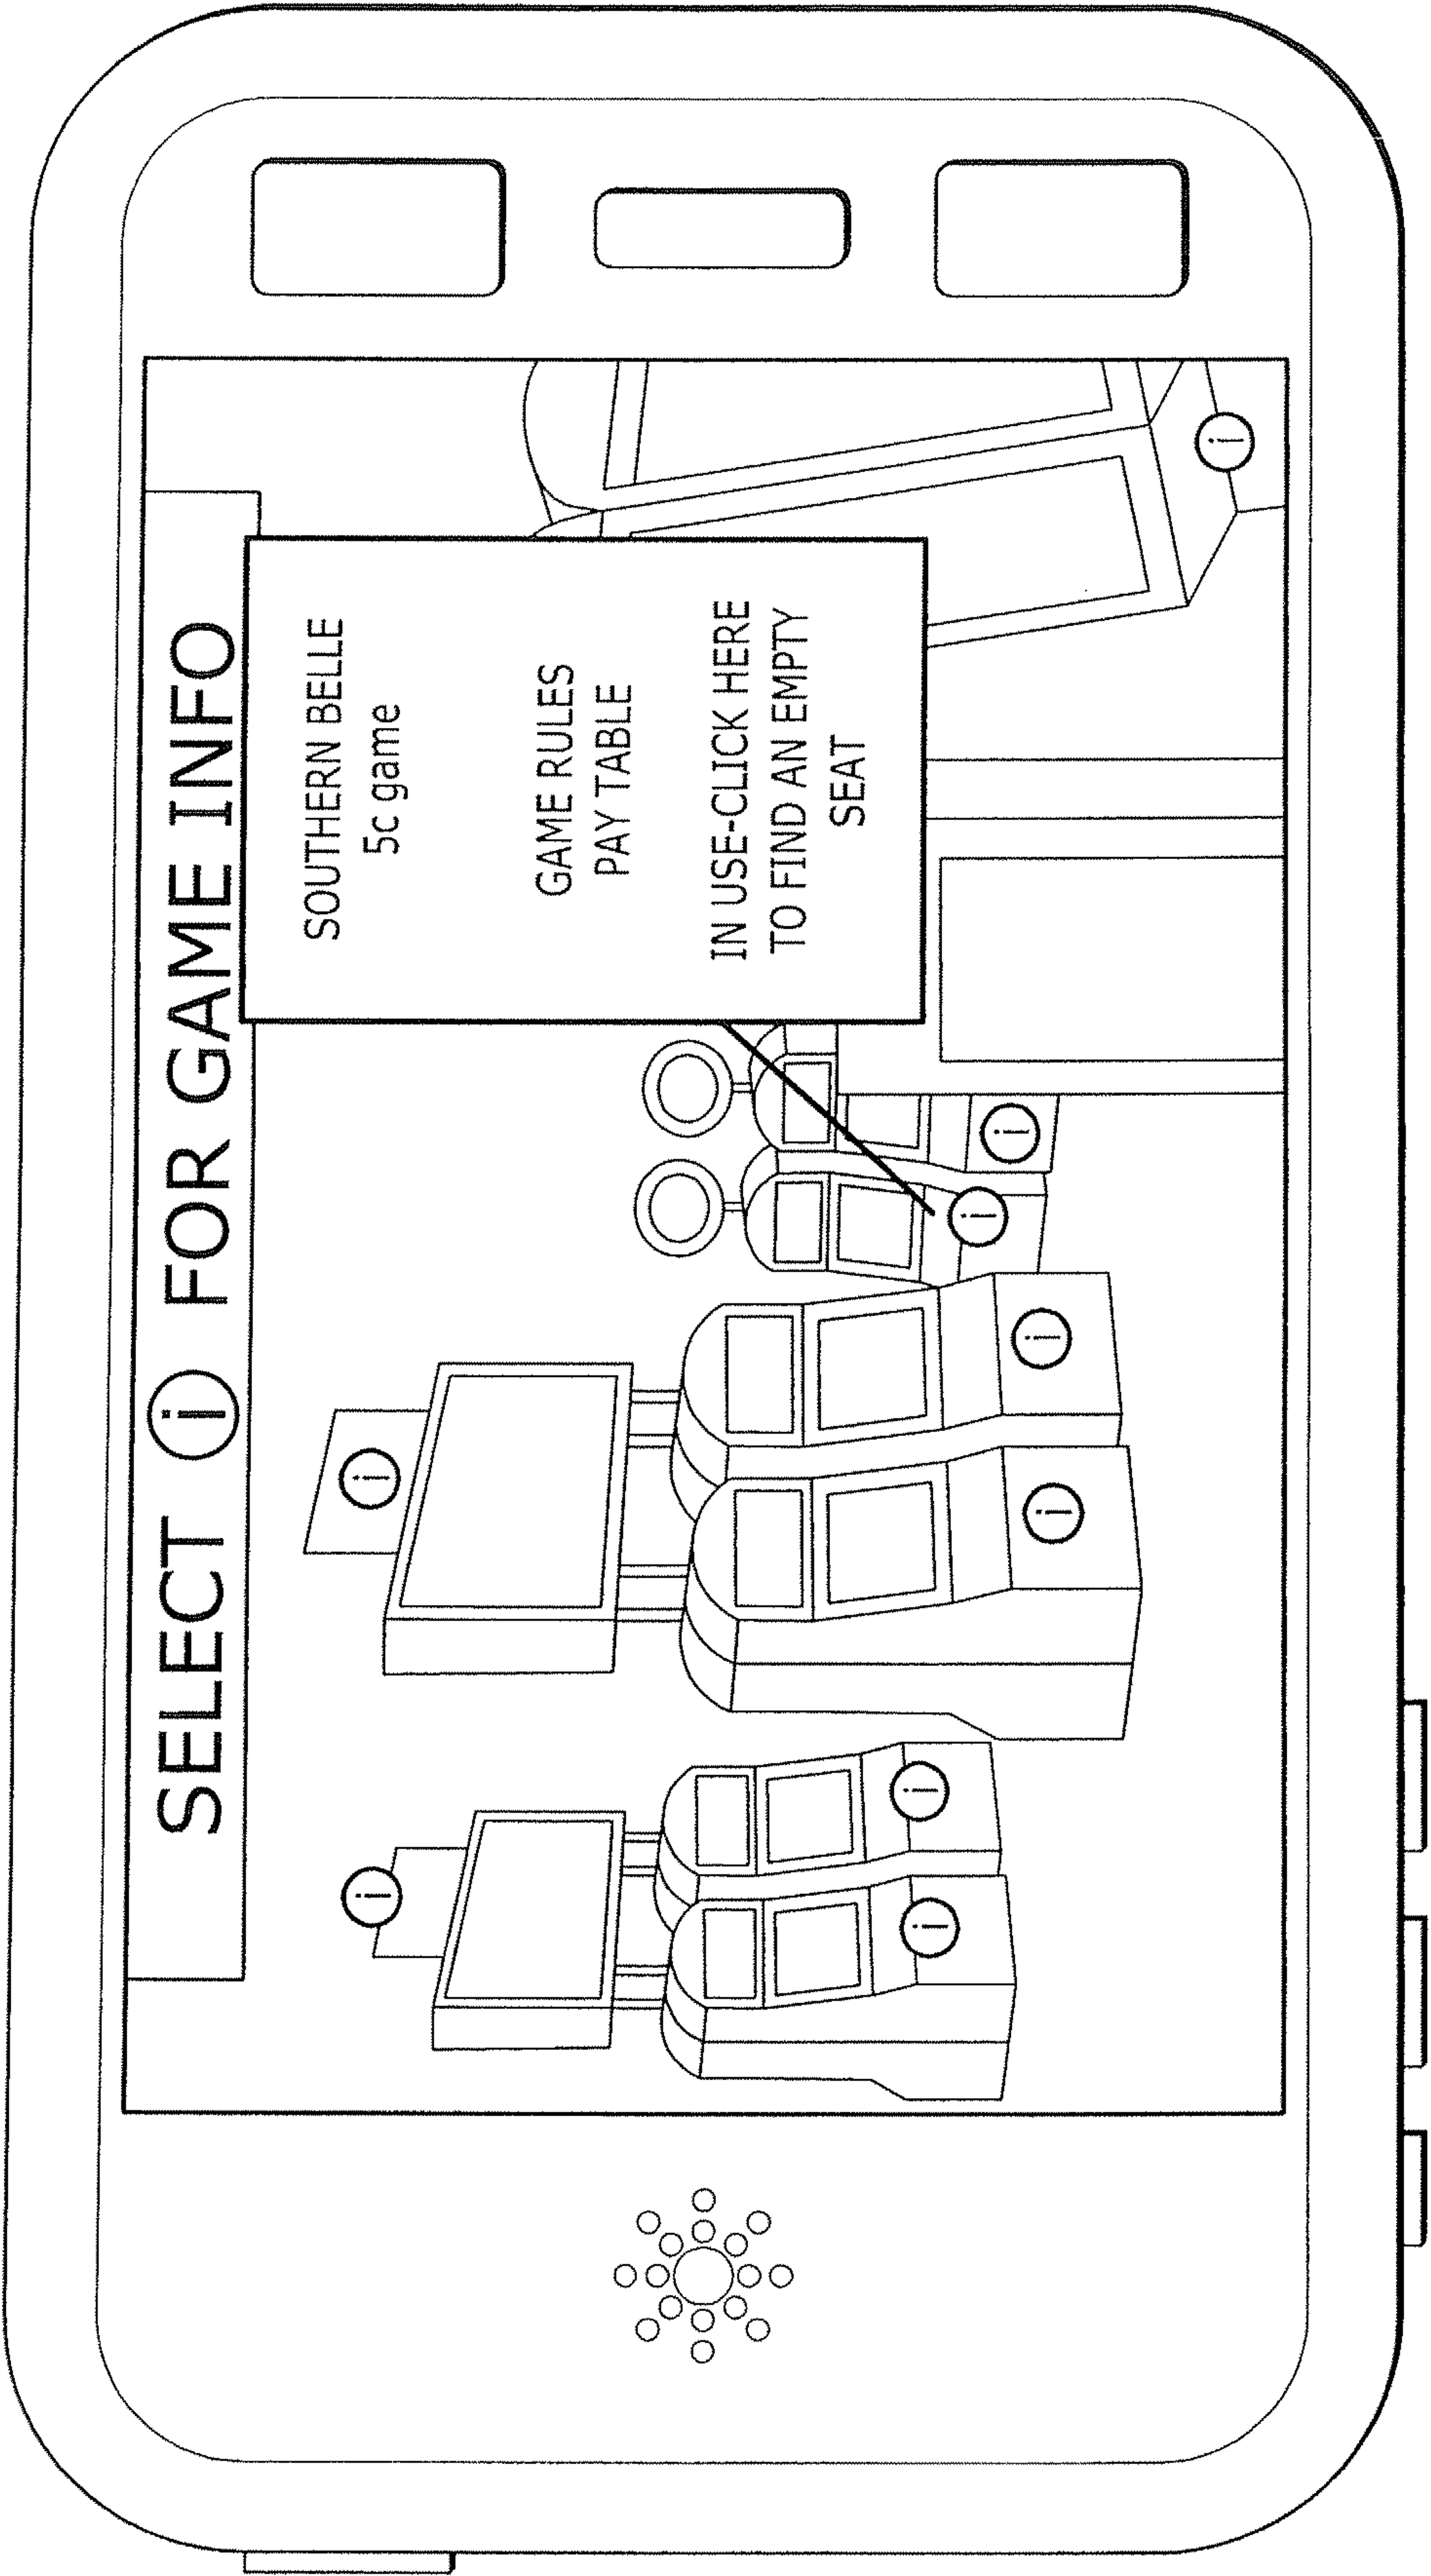 SELECT ⓘ FOR GAME INFO
SOUTHERN BELLE
5c game
GAME RULES
PAY TABLE
IN USE-CLICK HERE
TO FIND AN EMPTY
SEAT
i
i
i
i
i
i
i
i
i